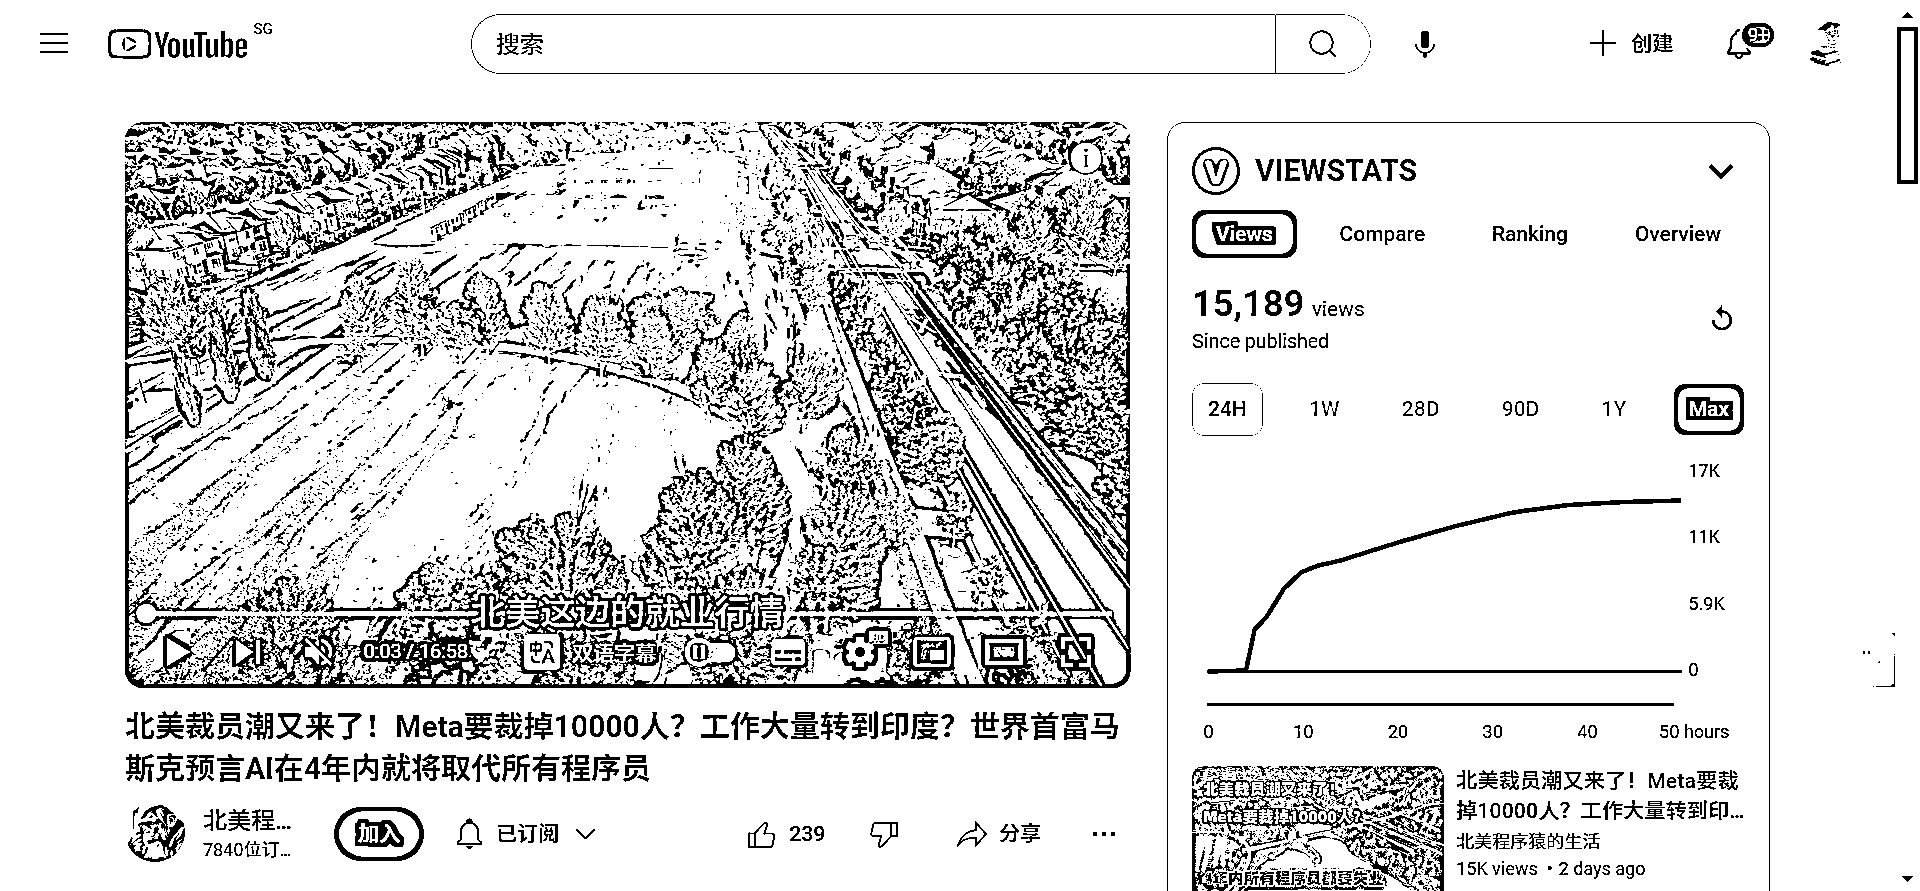 YouTube SG
搜索
创建
9+
VIEWSTATS
Views Compare Ranking Overview
15,189 views
Since published
24H 1W 28D 90D 1Y Max
17K
11K
5.9K
0
0 10 20 30 40 50 hours
北美这边的就业行情
0:03 / 16:58 双语字幕
北美裁员潮又来了！Meta要裁掉10000人？工作大量转到印度？世界首富马
斯克预言AI在4年内就将取代所有程序员
北美程...
7840位订...
加入
已订阅
239
分享
北美裁员潮又来了！
Meta要裁掉10000人？
4年内所有程序员都要失业
北美裁员潮又来了！Meta要裁
掉10000人？工作大量转到印...
北美程序猿的生活
15K views • 2 days ago